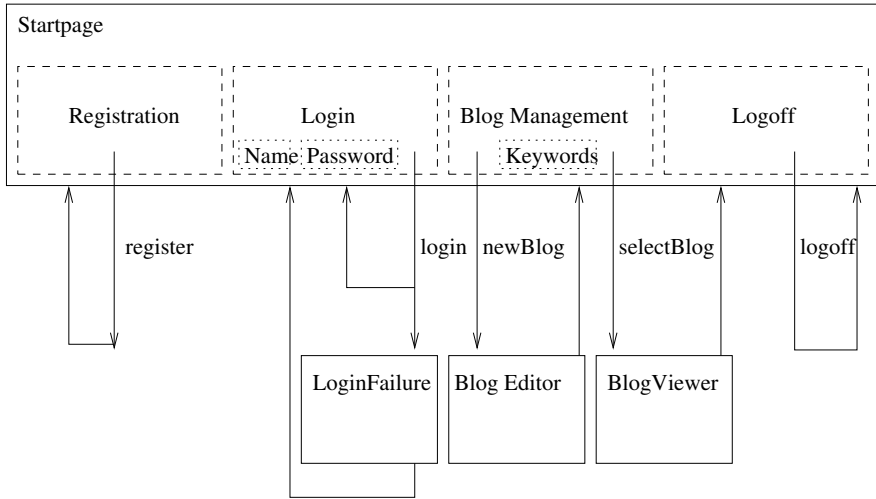 Startpage
Registration
Login
Blog Management
Logoff
Name
Password
Keywords
register
login
newBlog
selectBlog
logoff
LoginFailure
Blog Editor
BlogViewer